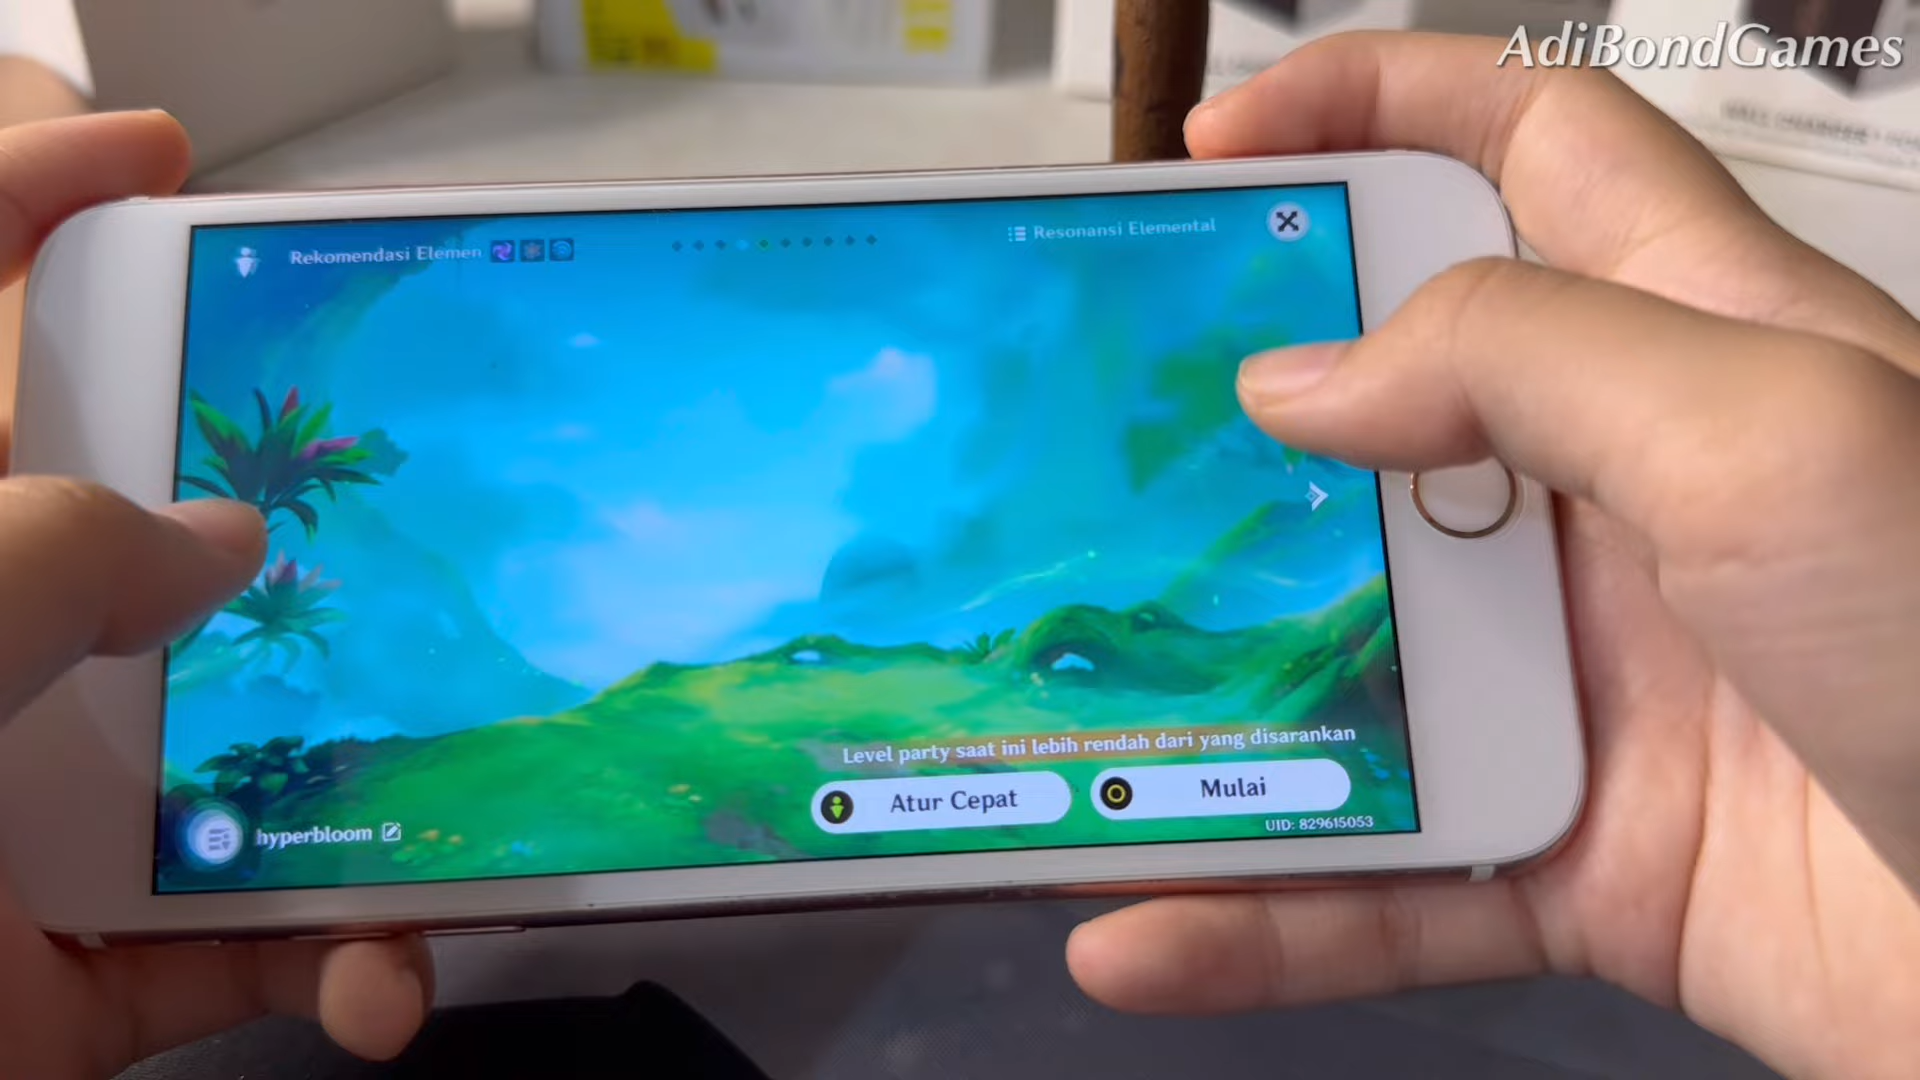 AdiBondGames
Rekomendasi Elemen
Resonansi Elemental
Level party saat ini lebih rendah dari yang disarankan
Atur Cepat
Mulai
hyperbloom
UID: 829615053